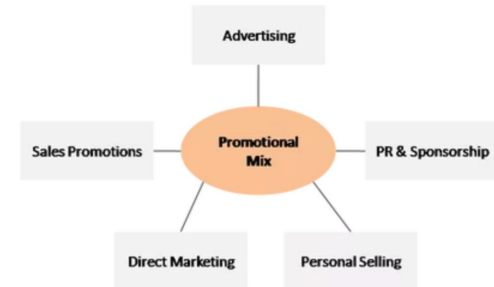 Advertising
Sales Promotions
Promotional
Mix
PR & Sponsorship
Direct Marketing
Personal Selling